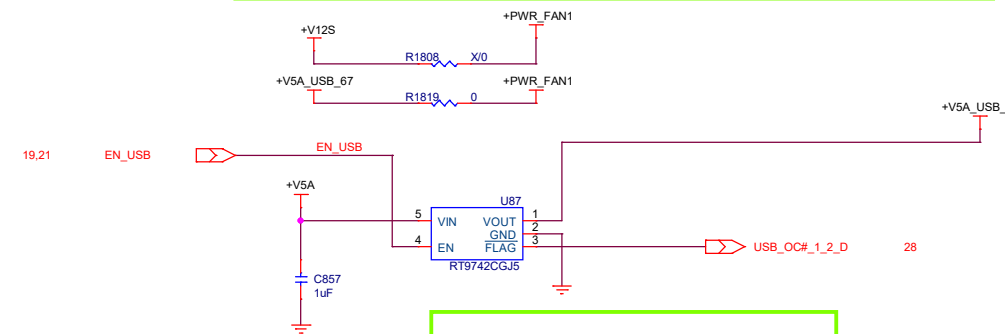 +PWR_FAN1
+V12S
R1808 X/0
+V5A_USB_67 +PWR_FAN1
R1819 0
+V5A_USB_
19,21 EN_USB EN_USB
+V5A
U87
5 VIN VOUT 1
GND 2
4 EN FLAG 3
USB_OC#_1_2_D 28
RT9742CGJ5
C857
1uF